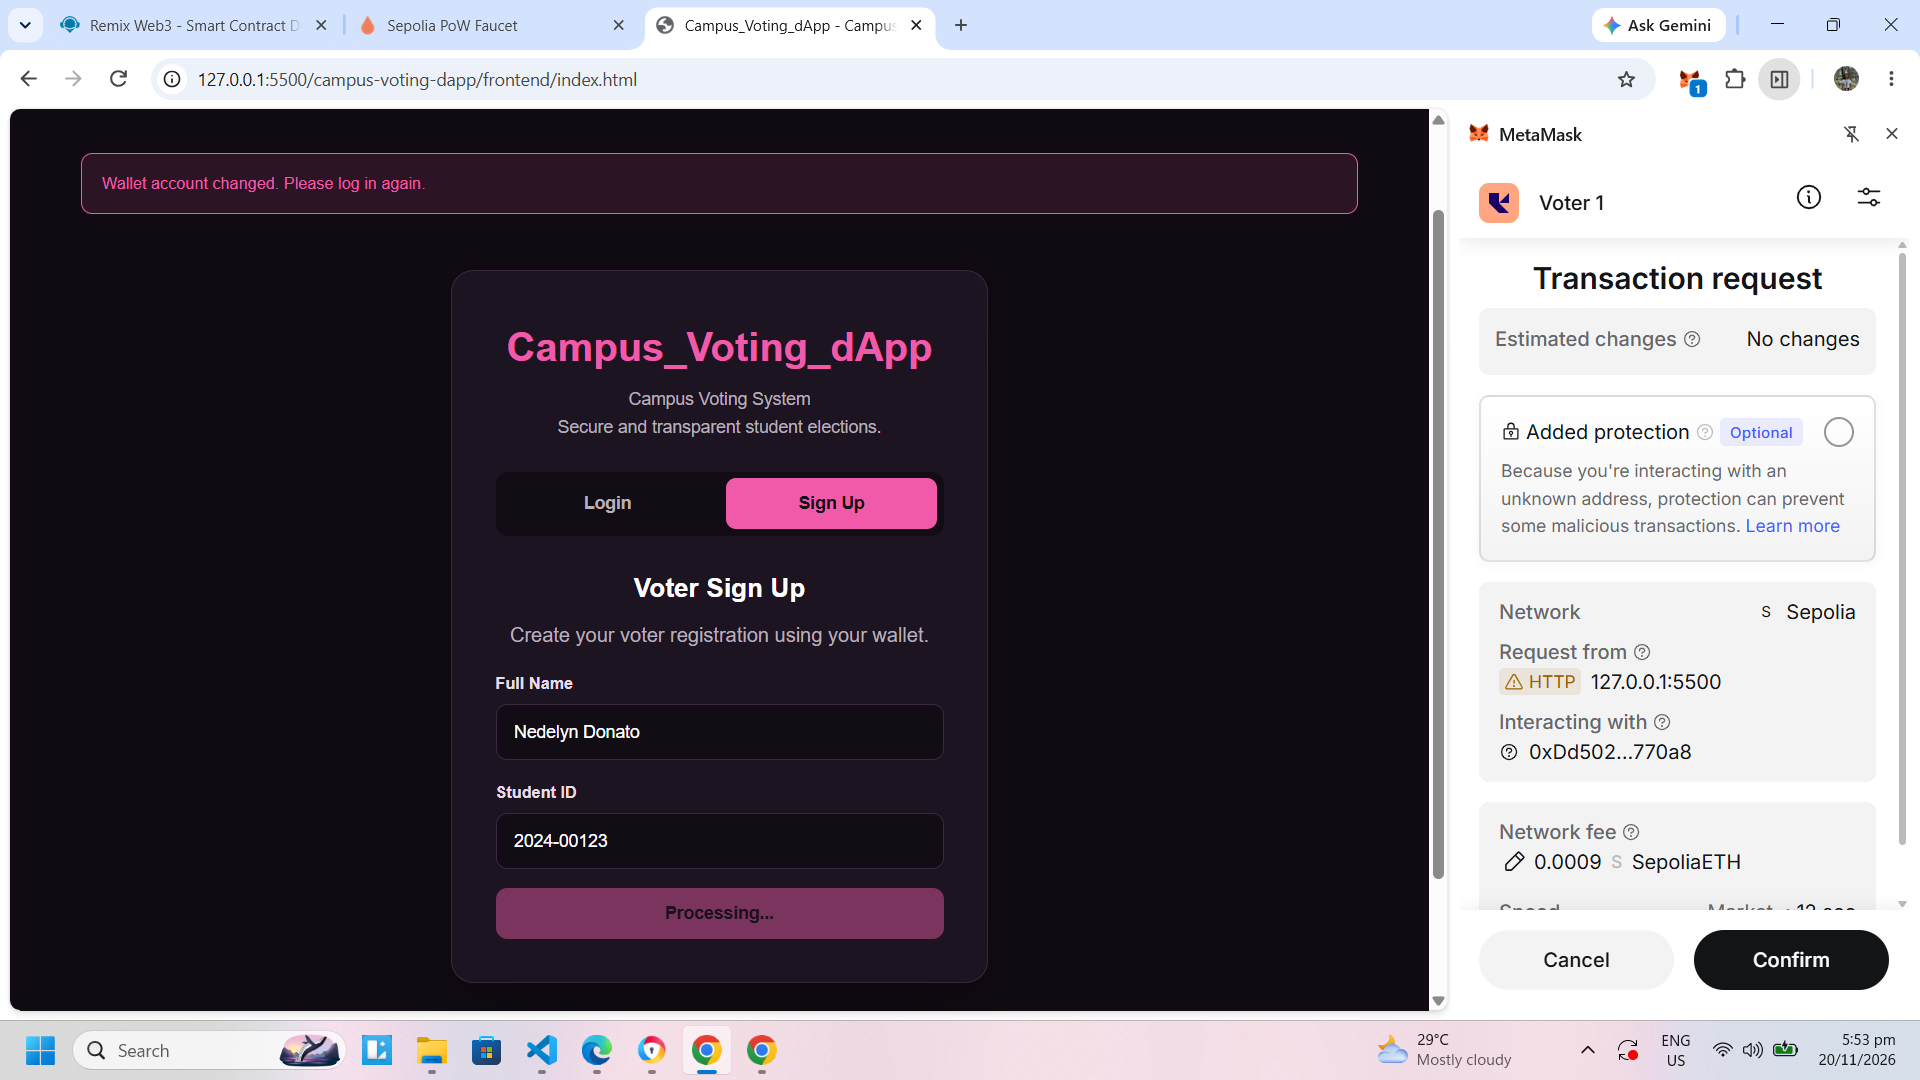 Remix Web3 - Smart Contract D
Sepolia PoW Faucet
Campus_Voting_dApp - Campus
Ask Gemini
127.0.0.1:5500/campus-voting-dapp/frontend/index.html
1
Wallet account changed. Please log in again.
Campus_Voting_dApp
Campus Voting System
Secure and transparent student elections.
Login
Sign Up
Voter Sign Up
Create your voter registration using your wallet.
Full Name
Nedelyn Donato
Student ID
2024-00123
Processing...
MetaMask
Voter 1
Transaction request
Estimated changes No changes
Added protection Optional
Because you're interacting with an
unknown address, protection can prevent
some malicious transactions. Learn more
Network S Sepolia
Request from
HTTP 127.0.0.1:5500
Interacting with
0xDd502...770a8
Network fee
0.0009 S SepoliaETH
Speed Market
Cancel
Confirm
Search
29°C
Mostly cloudy
ENG
US
5:53 pm
20/11/2026